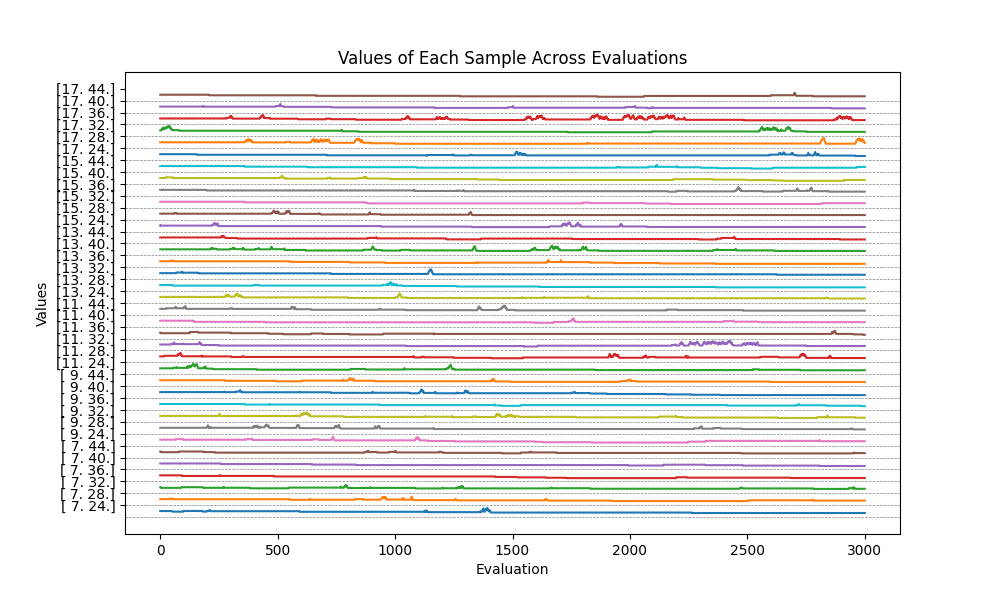 Values of Each Sample Across Evaluations
[17. 44.]
[17. 40.]
[17. 36.]
[17. 32.]
[17. 28.]
[17. 24.]
[15. 44.]
[15. 40.]
[15. 36.]
[15. 32.]
[15. 28.]
[15. 24.]
[13. 44.]
[13. 40.]
[13. 36.]
[13. 32.]
[13. 28.]
[13. 24.]
[11. 44.]
[11. 40.]
[11. 36.]
[11. 32.]
[11. 28.]
[11. 24.]
[ 9. 44.]
[ 9. 40.]
[ 9. 36.]
[ 9. 32.]
[ 9. 28.]
[ 9. 24.]
[ 7. 44.]
[ 7. 40.]
[ 7. 36.]
[ 7. 32.]
[ 7. 28.]
[ 7. 24.]
Values
0 500 1000 1500 2000 2500 3000
Evaluation